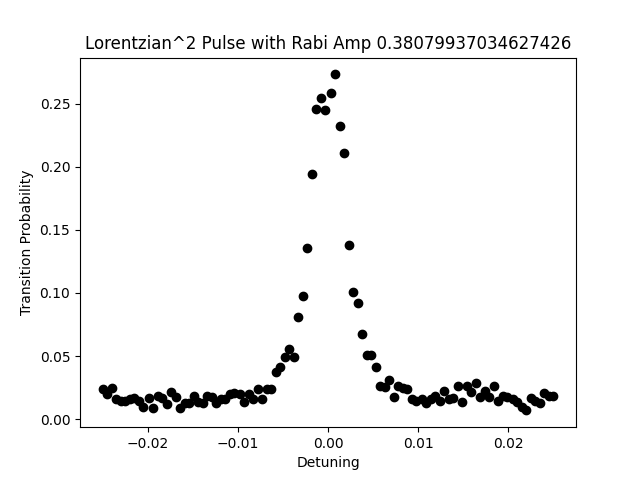 Lorentzian^2 Pulse with Rabi Amp 0.38079937034627426
Transition Probability
0.25
0.20
0.15
0.10
0.05
0.00
−0.02 −0.01 0.00 0.01 0.02
Detuning